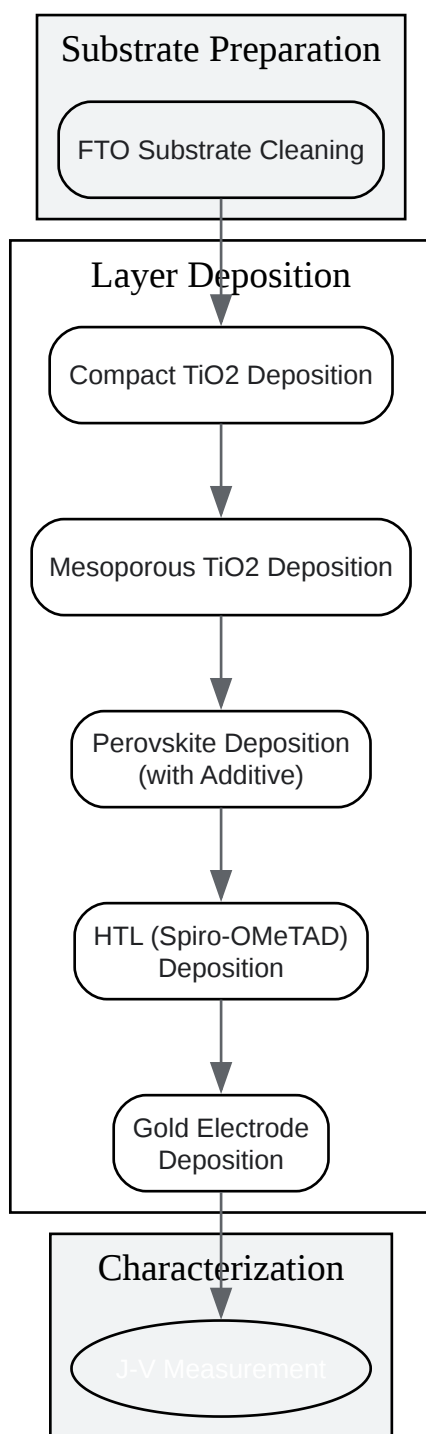 Substrate Preparation
FTO Substrate Cleaning
Layer Deposition
Compact TiO2 Deposition
Mesoporous TiO2 Deposition
Perovskite Deposition
(with Additive)
HTL (Spiro-OMeTAD)
Deposition
Gold Electrode
Deposition
Characterization
J-V Measurement